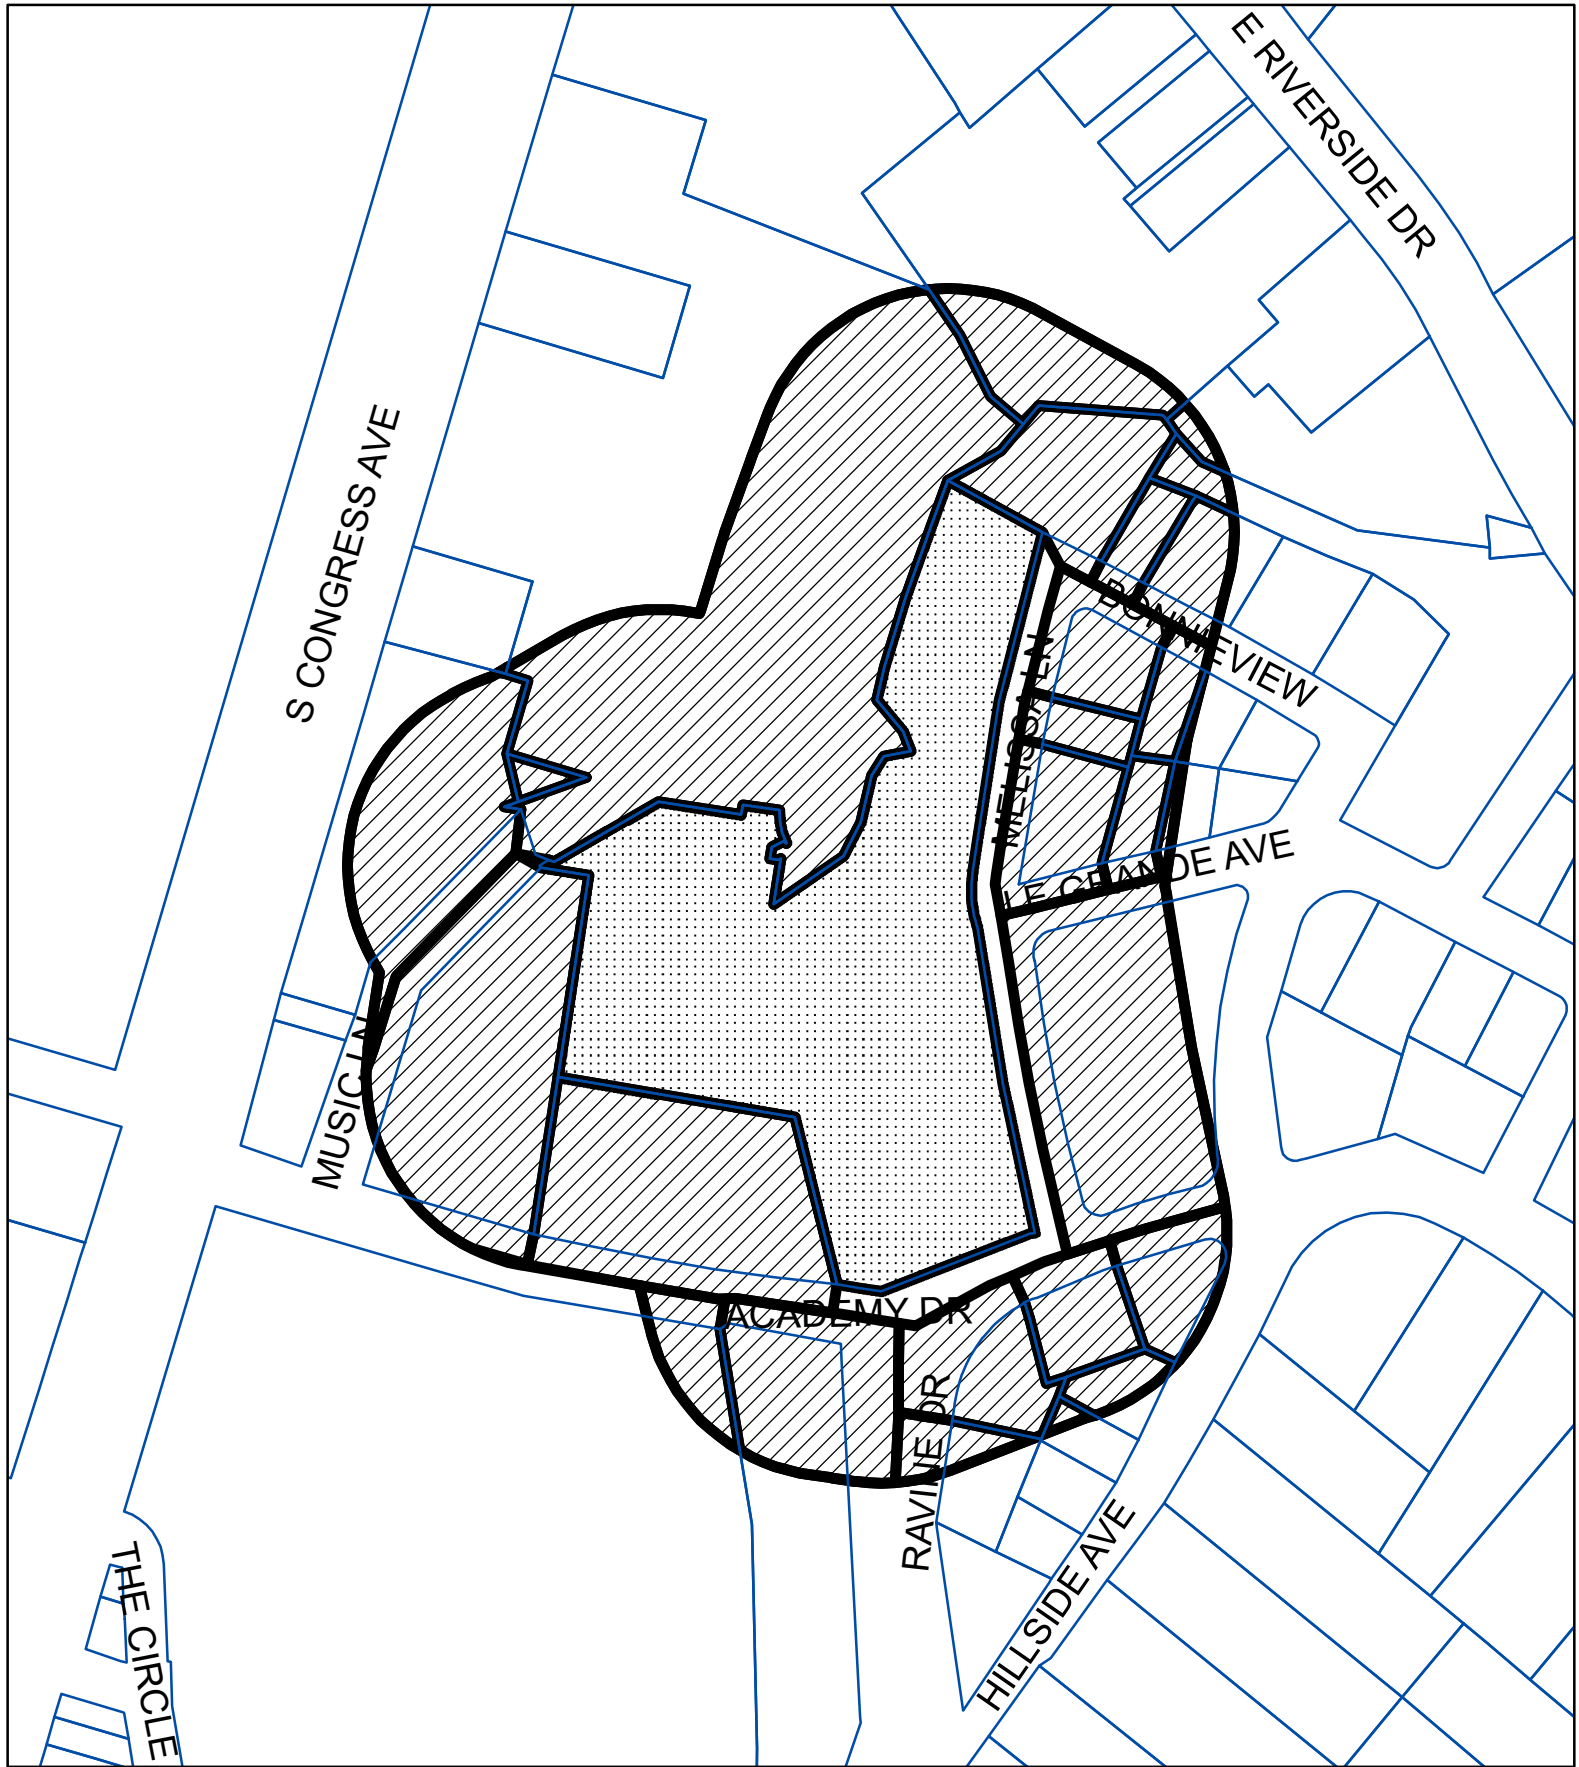 E RIVERSIDE DR
S CONGRESS AVE
BONNIEVIEW
MELISSA LN
LE GRANDE AVE
MUSIC LN
ACADEMY DR
RAVINE DR
HILLSIDE AVE
THE CIRCLE